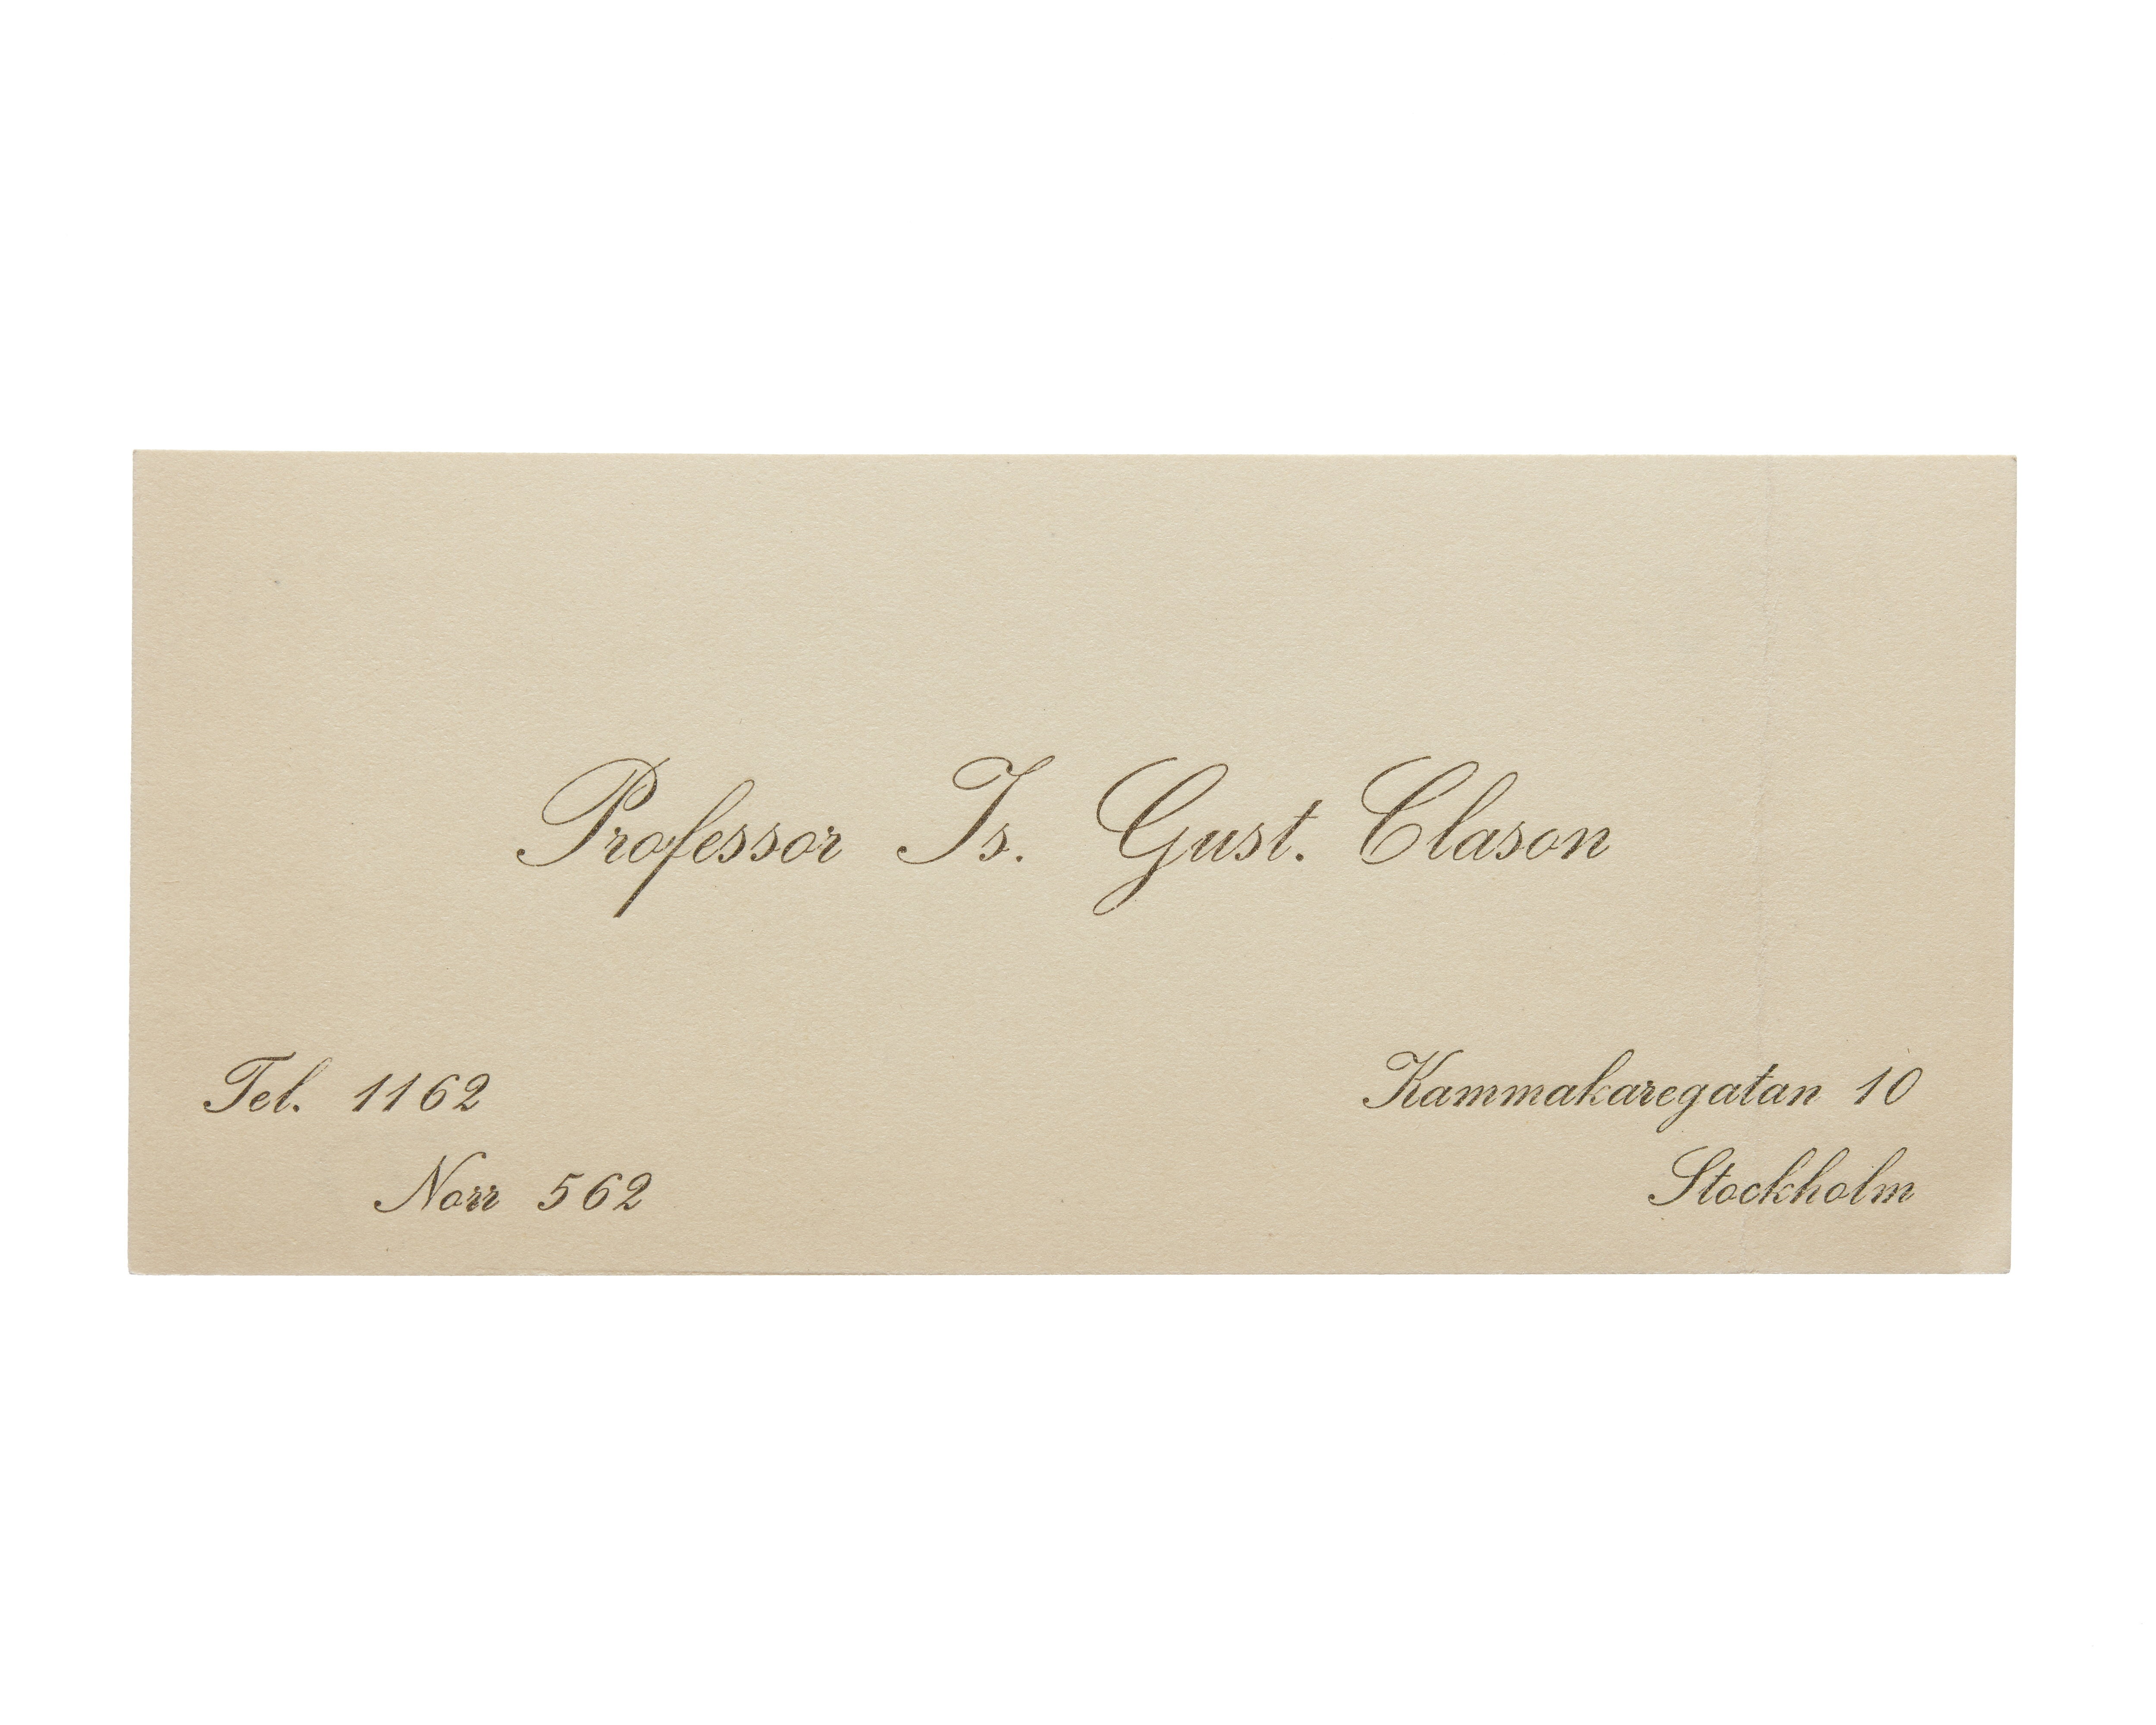 Professor Is. Gust. Clason
Tel. 1162
Norr 562
Kammakaregatan 10
Stockholm